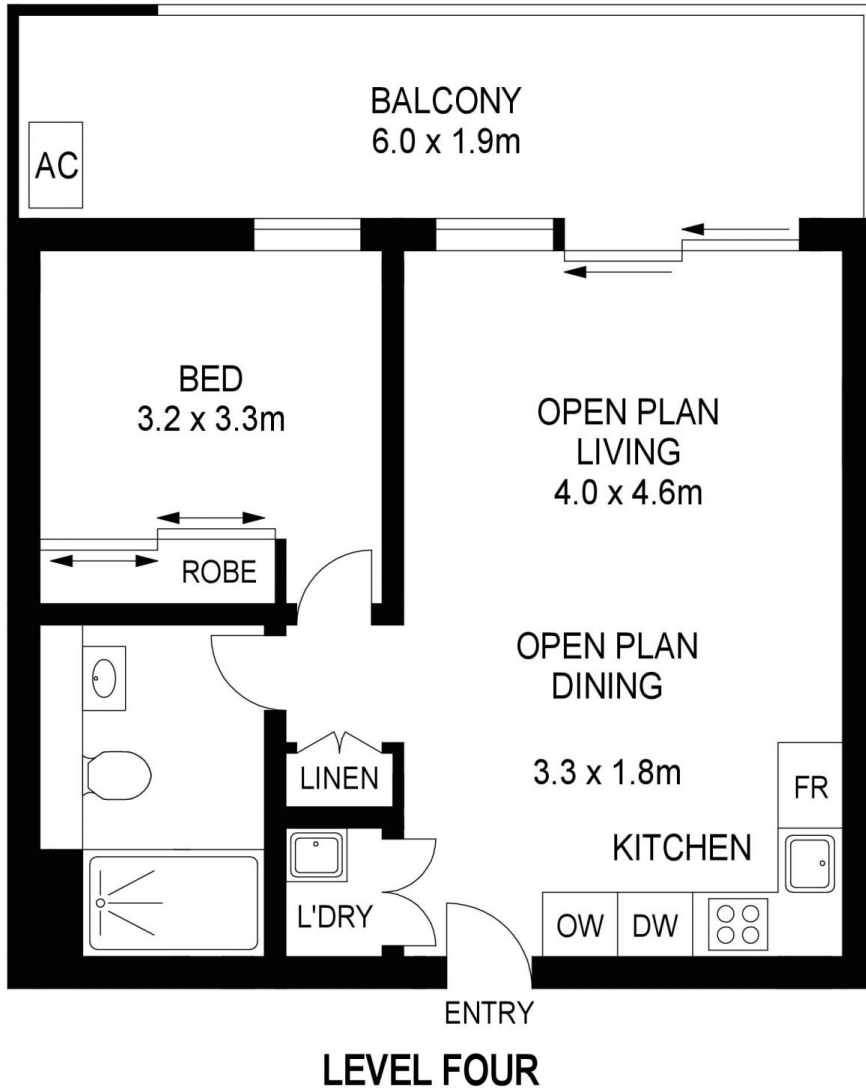 BALCONY
6.0 x 1.9m
AC
BED
3.2 x 3.3m
OPEN PLAN
LIVING
4.0 x 4.6m
ROBE
OPEN PLAN
DINING
3.3 x 1.8m
LINEN
FR
KITCHEN
L'DRY
OW
DW
ENTRY
LEVEL FOUR